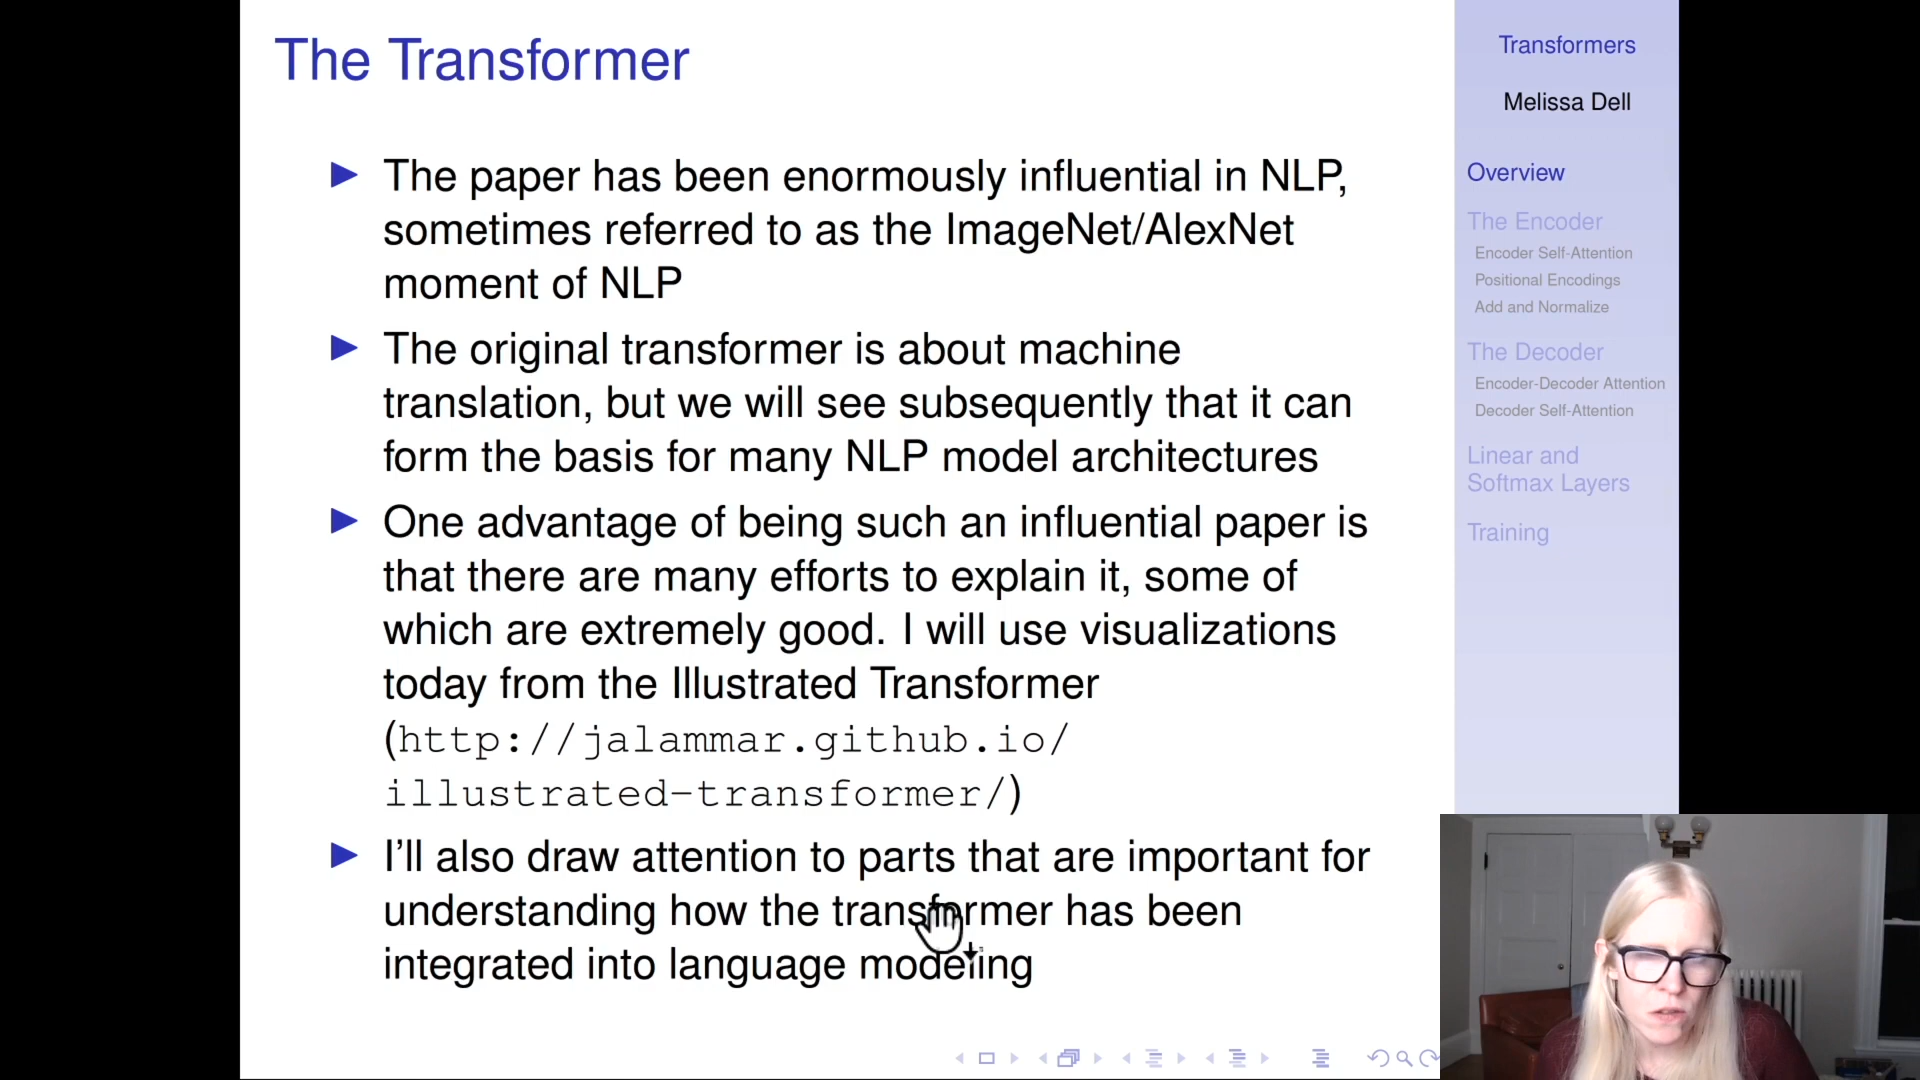 The Transformer
The paper has been enormously influential in NLP,
sometimes referred to as the ImageNet/AlexNet
moment of NLP
The original transformer is about machine
translation, but we will see subsequently that it can
form the basis for many NLP model architectures
One advantage of being such an influential paper is
that there are many efforts to explain it, some of
which are extremely good. I will use visualizations
today from the Illustrated Transformer
(http://jalammar.github.io/
illustrated-transformer/)
I'll also draw attention to parts that are important for
understanding how the transformer has been
integrated into language modeling
Transformers
Melissa Dell
Overview
The Encoder
Encoder Self-Attention
Positional Encodings
Add and Normalize
The Decoder
Encoder-Decoder Attention
Decoder Self-Attention
Linear and
Softmax Layers
Training